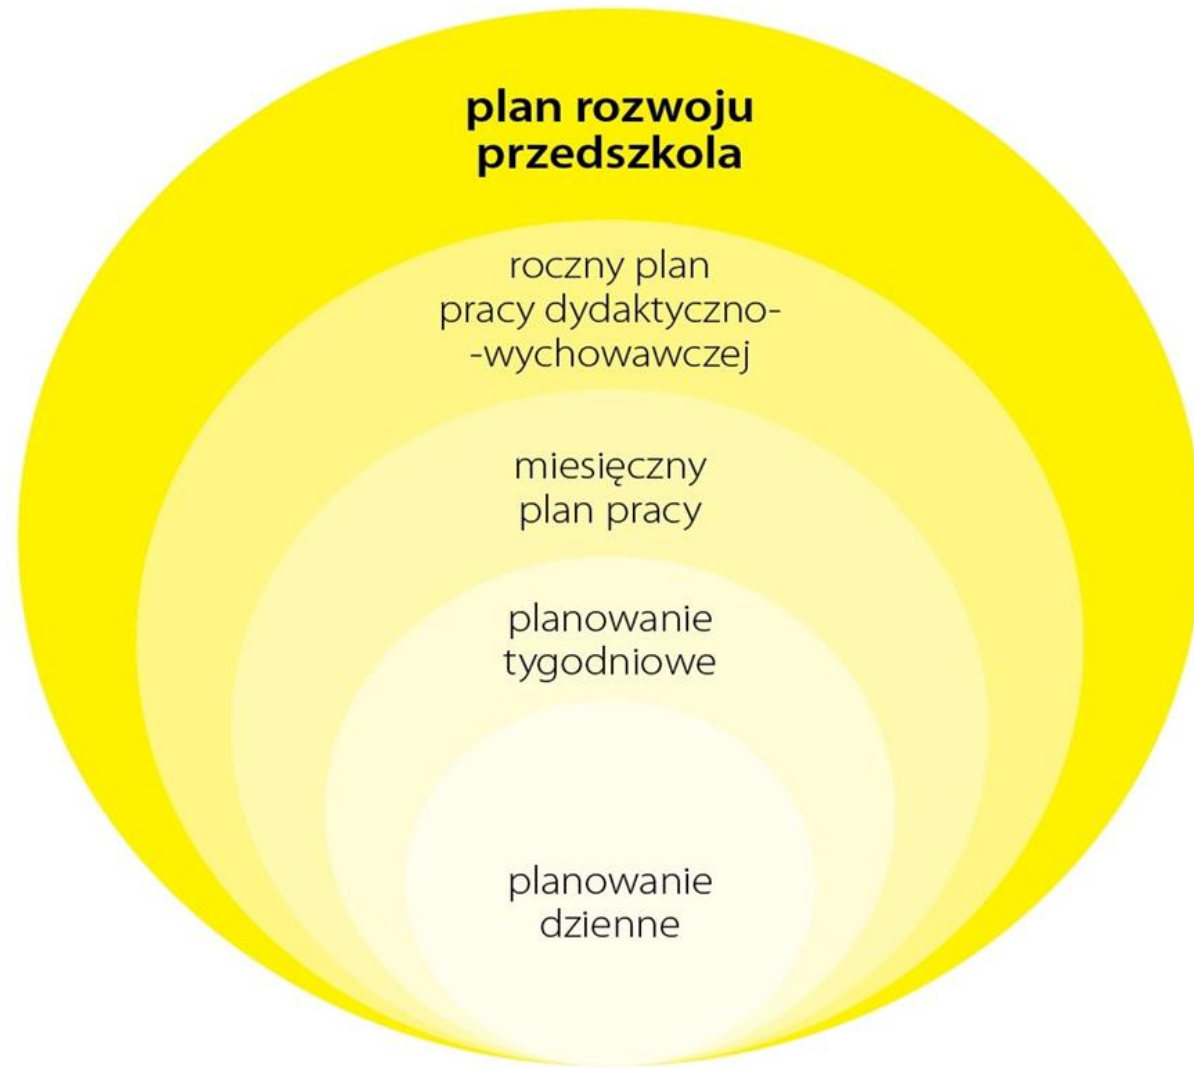 plan rozwoju
przedszkola
roczny plan
pracy dydaktyczno-
-wychowawczej
miesięczny
plan pracy
planowanie
tygodniowe
planowanie
dzienne